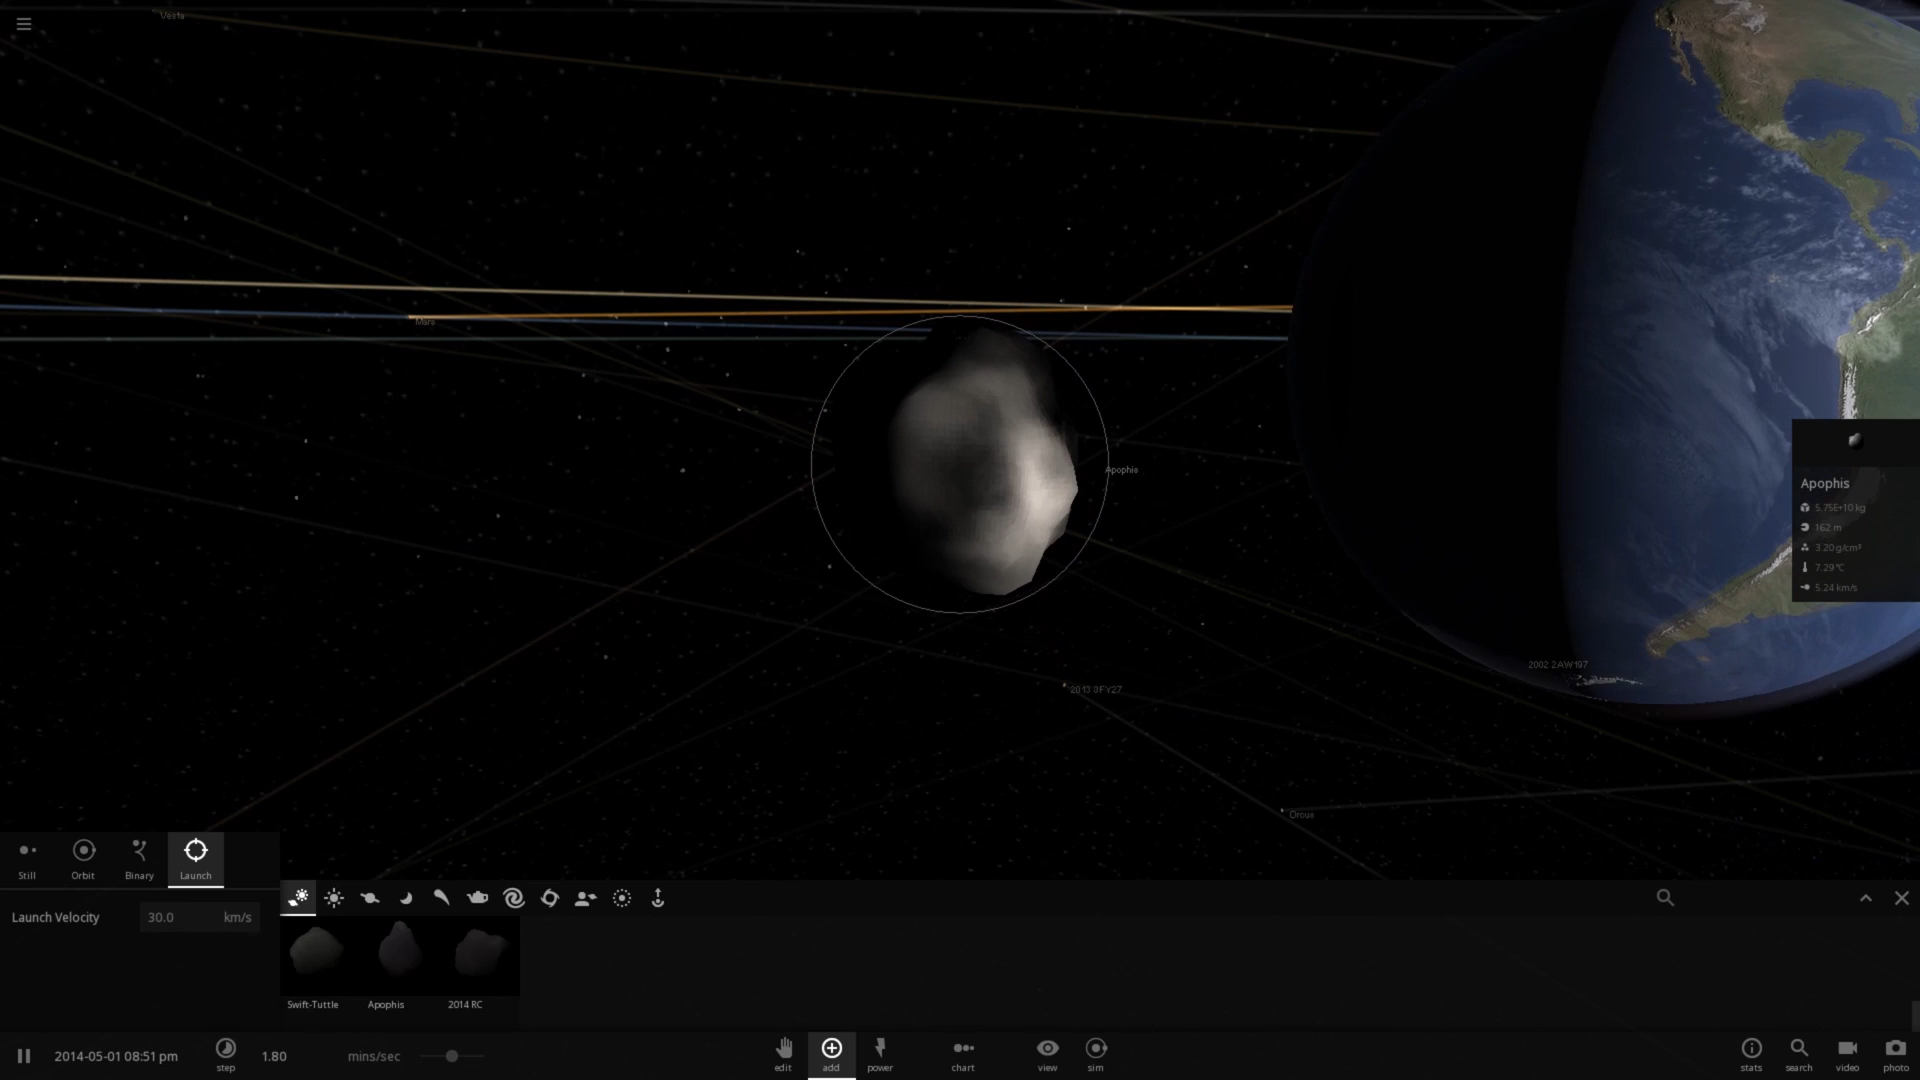 Vesta
Mars
Apophis
Apophis
5.75E+10 kg
162 m
3.20 g/cm³
7.29 °C
5.24 km/s
2002 2AW197
2013 3FY27
Orcus
Still Orbit Binary Launch
Launch Velocity 30.0 km/s
Swift-Tuttle Apophis 2014 RC
2014-05-01 08:51 pm step 1.80 mins/sec edit add power chart view sim stats search video photo